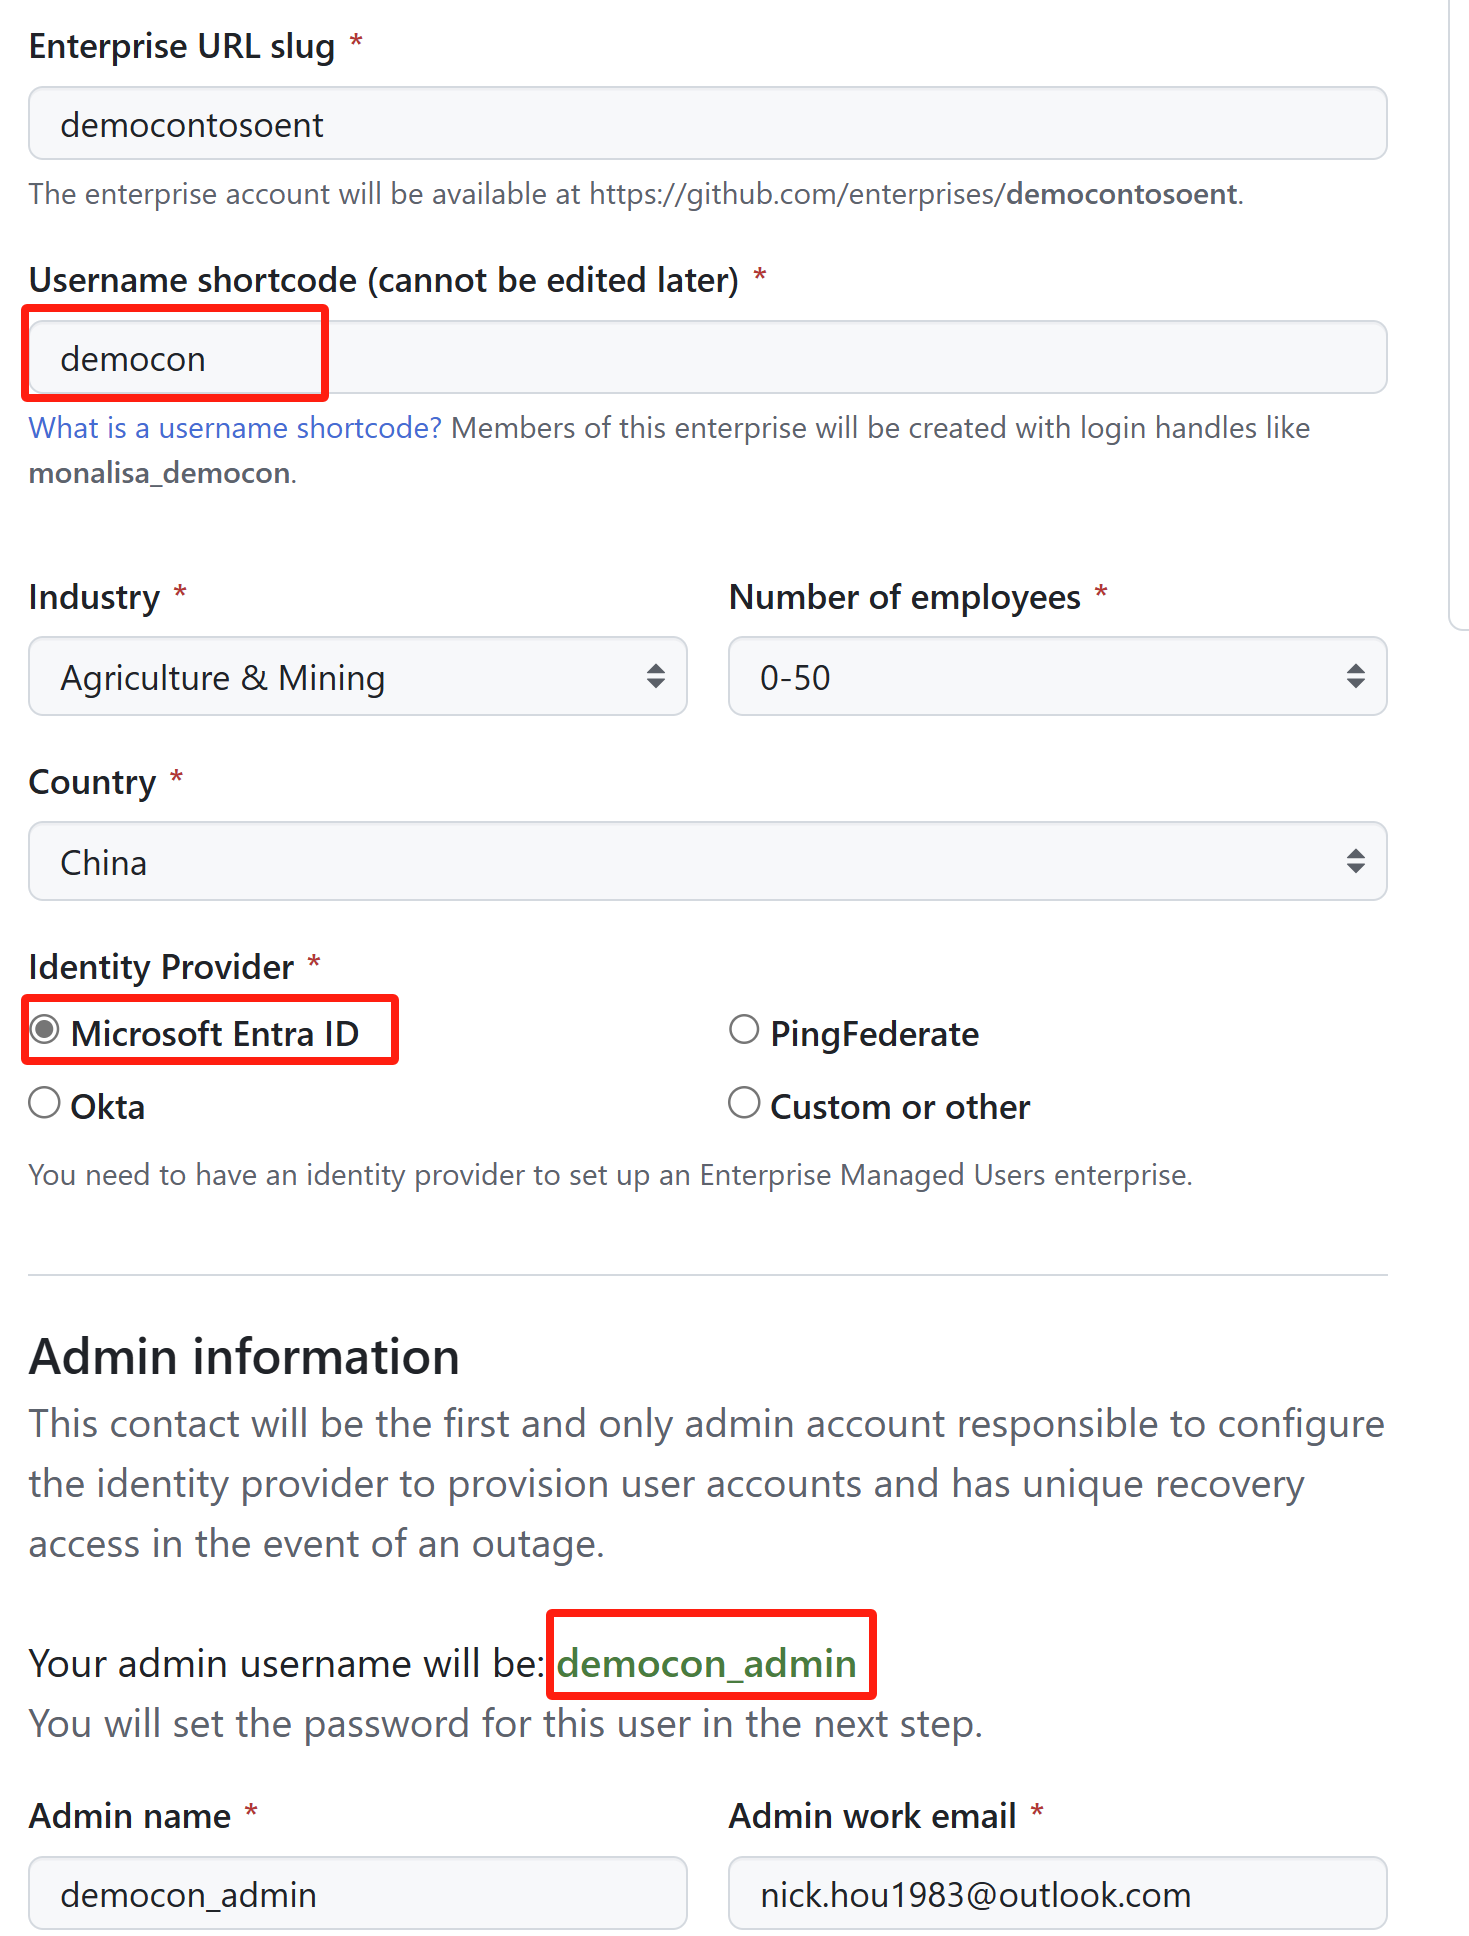 Enterprise URL slug *
democontosoent
The enterprise account will be available at https://github.com/enterprises/democontosoent.
Username shortcode (cannot be edited later) *
democon
What is a username shortcode? Members of this enterprise will be created with login handles like
monalisa_democon.
Industry *
Number of employees *
Agriculture & Mining
0-50
Country *
China
Identity Provider *
Microsoft Entra ID
PingFederate
Okta
Custom or other
You need to have an identity provider to set up an Enterprise Managed Users enterprise.
Admin information
This contact will be the first and only admin account responsible to configure
the identity provider to provision user accounts and has unique recovery
access in the event of an outage.
Your admin username will be: democon_admin
You will set the password for this user in the next step.
Admin name *
Admin work email *
democon_admin
nick.hou1983@outlook.com